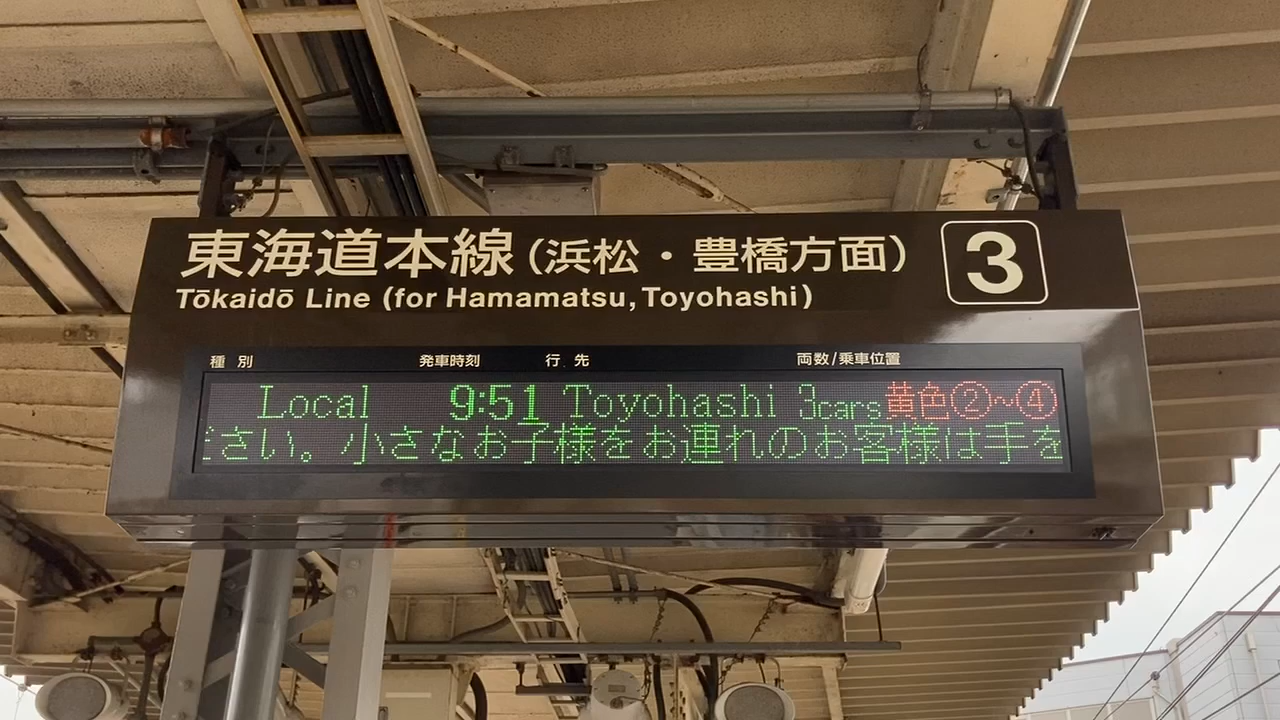 東海道本線(浜松・豊橋方面) 3
Tōkaidō Line (for Hamamatsu, Toyohashi)
種別 発車時刻 行先 両数/乗車位置
Local 9:51 Toyohashi 3cars 黄色②~④
さい。小さなお子様をお連れのお客様は手を